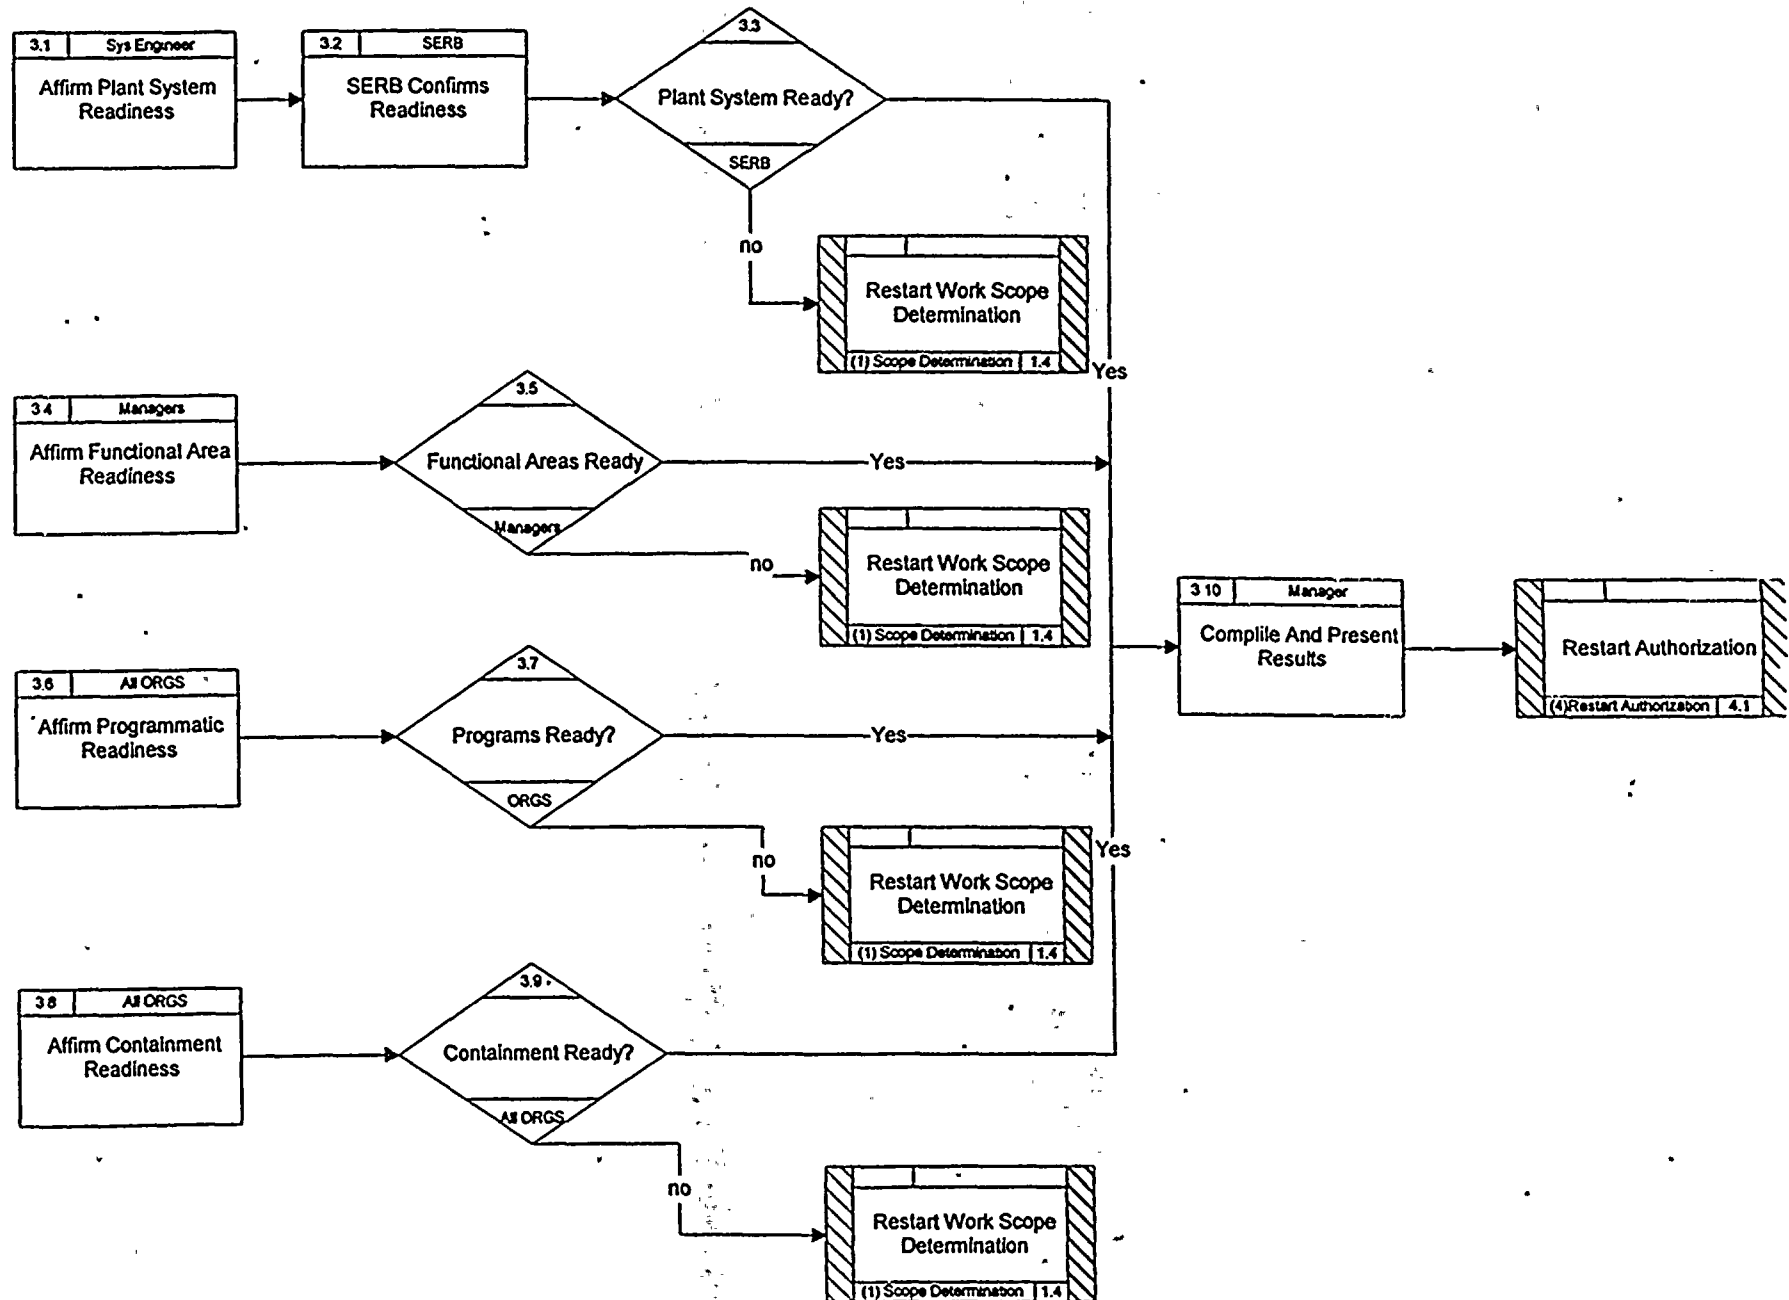 3.1 Sys Engineer
Affirm Plant System
Readiness
3.2 SERB
SERB Confirms
Readiness
3.3
Plant System Ready?
SERB
no
Restart Work Scope
Determination
(1) Scope Determination 1.4
Yes
3.4 Managers
Affirm Functional Area
Readiness
3.5
Functional Areas Ready
Managers
Yes
no
Restart Work Scope
Determination
(1) Scope Determination 1.4
3.6 All ORGS
Affirm Programmatic
Readiness
3.7
Programs Ready?
ORGS
Yes
no
Restart Work Scope
Determination
(1) Scope Determination 1.4
Yes
3.8 All ORGS
Affirm Containment
Readiness
3.9
Containment Ready?
All ORGS
no
Restart Work Scope
Determination
(1) Scope Determination 1.4
3.10 Manager
Complile And Present
Results
Restart Authorization
(4)Restart Authorization 4.1